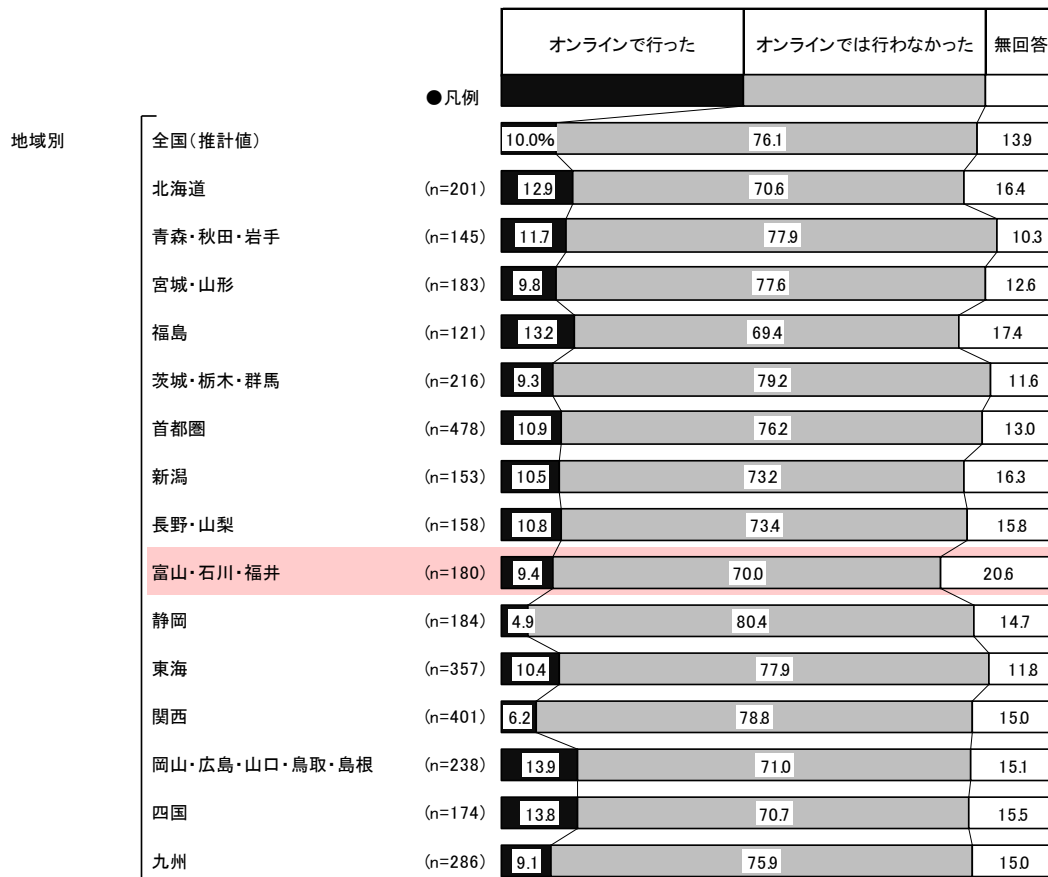 オンラインで行った オンラインでは行わなかった 無回答
●凡例
地域別 全国(推計値) 10.0% 76.1 13.9
北海道 (n=201) 12.9 70.6 16.4
青森・秋田・岩手 (n=145) 11.7 77.9 10.3
宮城・山形 (n=183) 9.8 77.6 12.6
福島 (n=121) 13.2 69.4 17.4
茨城・栃木・群馬 (n=216) 9.3 79.2 11.6
首都圏 (n=478) 10.9 76.2 13.0
新潟 (n=153) 10.5 73.2 16.3
長野・山梨 (n=158) 10.8 73.4 15.8
富山・石川・福井 (n=180) 9.4 70.0 20.6
静岡 (n=184) 4.9 80.4 14.7
東海 (n=357) 10.4 77.9 11.8
関西 (n=401) 6.2 78.8 15.0
岡山・広島・山口・鳥取・島根 (n=238) 13.9 71.0 15.1
四国 (n=174) 13.8 70.7 15.5
九州 (n=286) 9.1 75.9 15.0